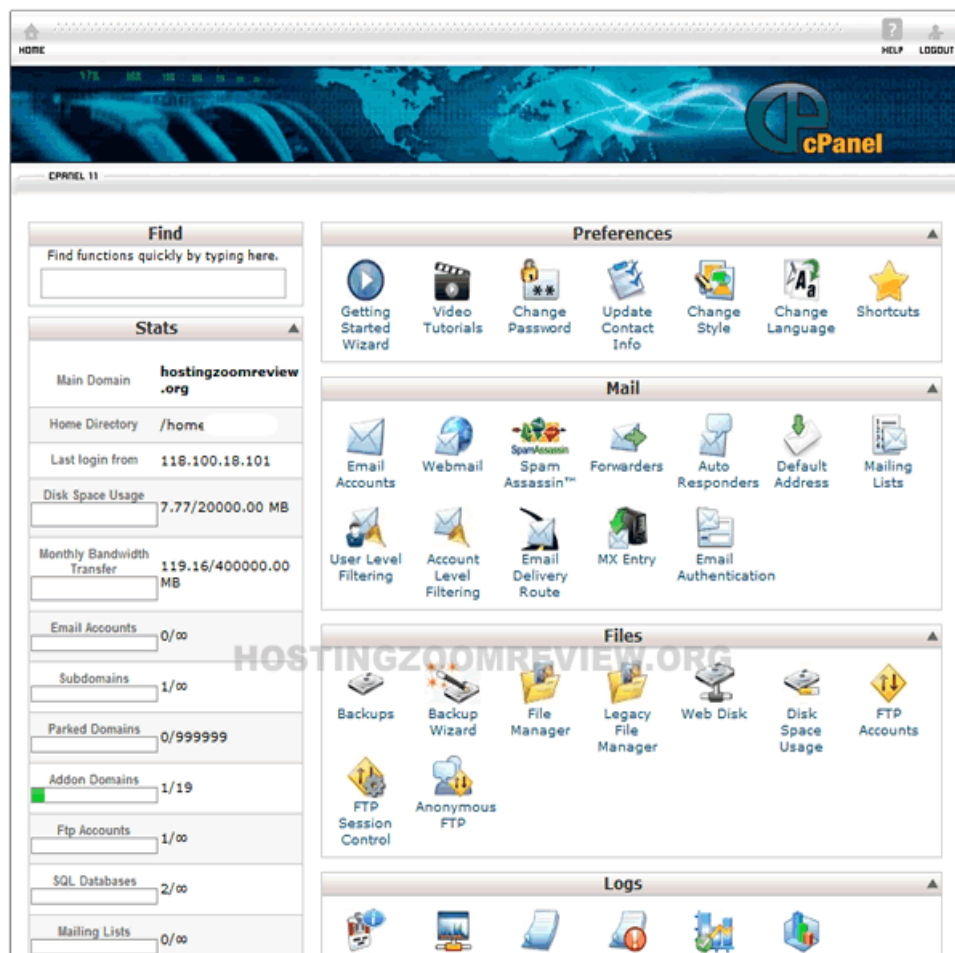 HOME
HELP
LOGOUT
cPanel
CPANEL 11
Find
Find functions quickly by typing here.
Stats
Main Domain
hostingzoomreview
.org
Home Directory
/home
Last login from
118.100.18.101
Disk Space Usage
7.77/20000.00 MB
Monthly Bandwidth
Transfer
119.16/400000.00
MB
Email Accounts
0/∞
Subdomains
1/∞
Parked Domains
0/999999
Addon Domains
1/19
Ftp Accounts
1/∞
SQL Databases
2/∞
Mailing Lists
0/∞
Preferences
Getting
Started
Wizard
Video
Tutorials
Change
Password
Update
Contact
Info
Change
Style
Change
Language
Shortcuts
Mail
Email
Accounts
Webmail
SpamAssassin
Spam
Assassin™
Forwarders
Auto
Responders
Default
Address
Mailing
Lists
User Level
Filtering
Account
Level
Filtering
Email
Delivery
Route
MX Entry
Email
Authentication
Files
HOSTINGZOOMREVIEW.ORG
Backups
Backup
Wizard
File
Manager
Legacy
File
Manager
Web Disk
Disk
Space
Usage
FTP
Accounts
FTP
Session
Control
Anonymous
FTP
Logs